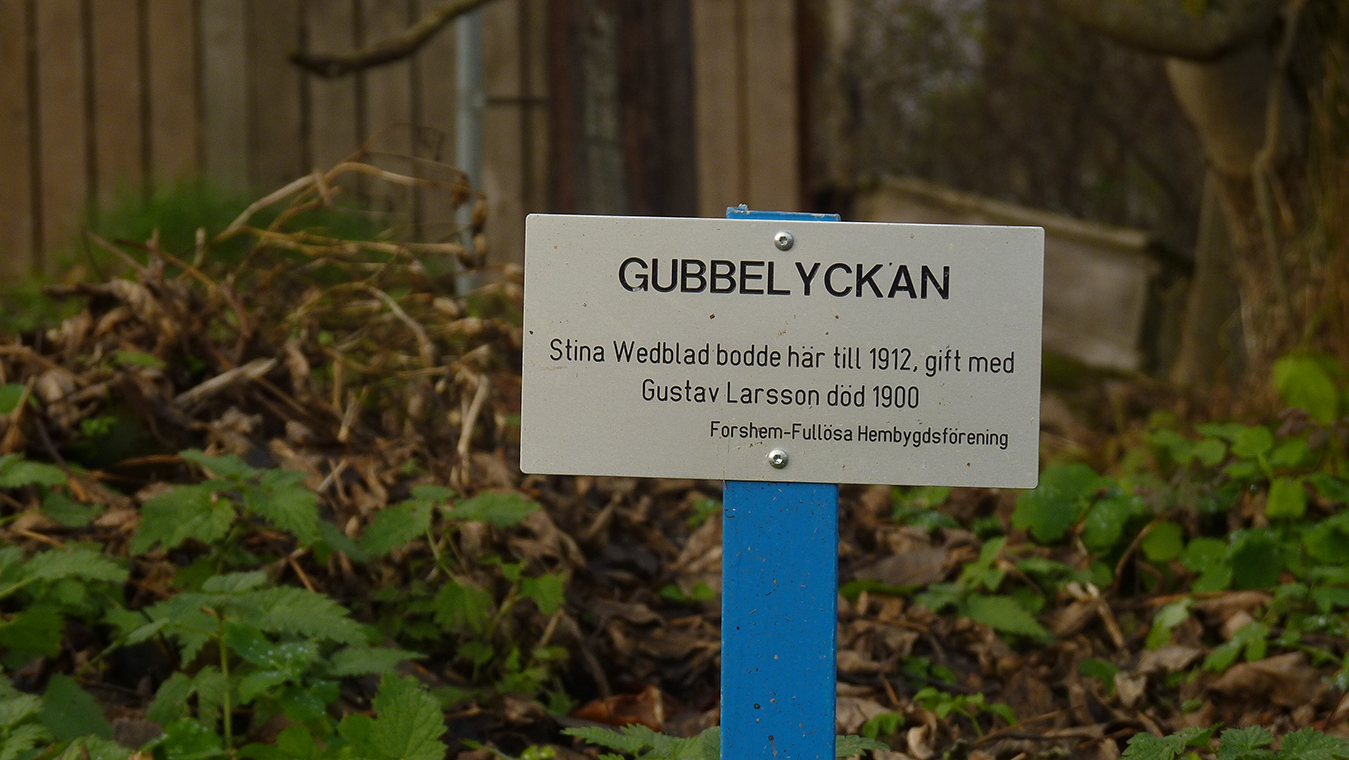 GUBBELYCKAN
Stina Wedblad bodde här till 1912, gift med
Gustav Larsson död 1900
Forshem-Fullösa Hembygdsförening